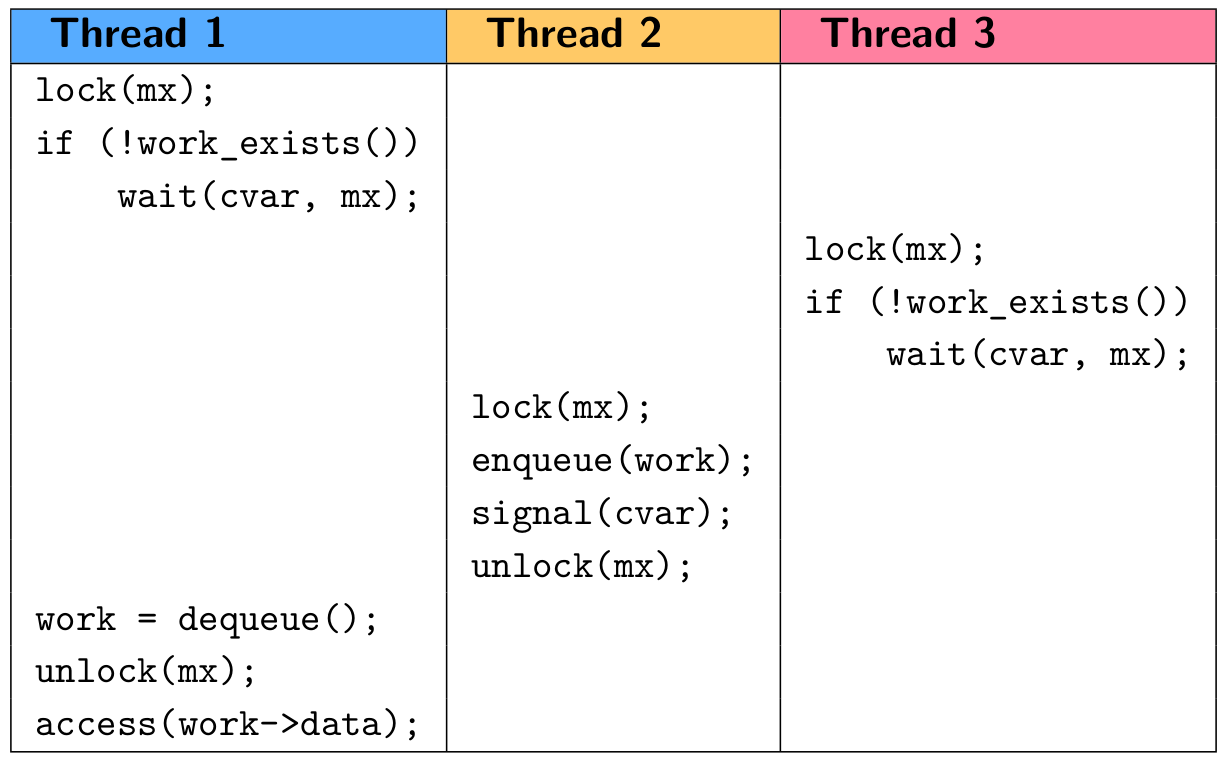 Thread 1 Thread 2 Thread 3
lock(mx);
if (!work_exists())
wait(cvar, mx);
lock(mx);
if (!work_exists())
wait(cvar, mx);
lock(mx);
enqueue(work);
signal(cvar);
unlock(mx);
work = dequeue();
unlock(mx);
access(work->data);